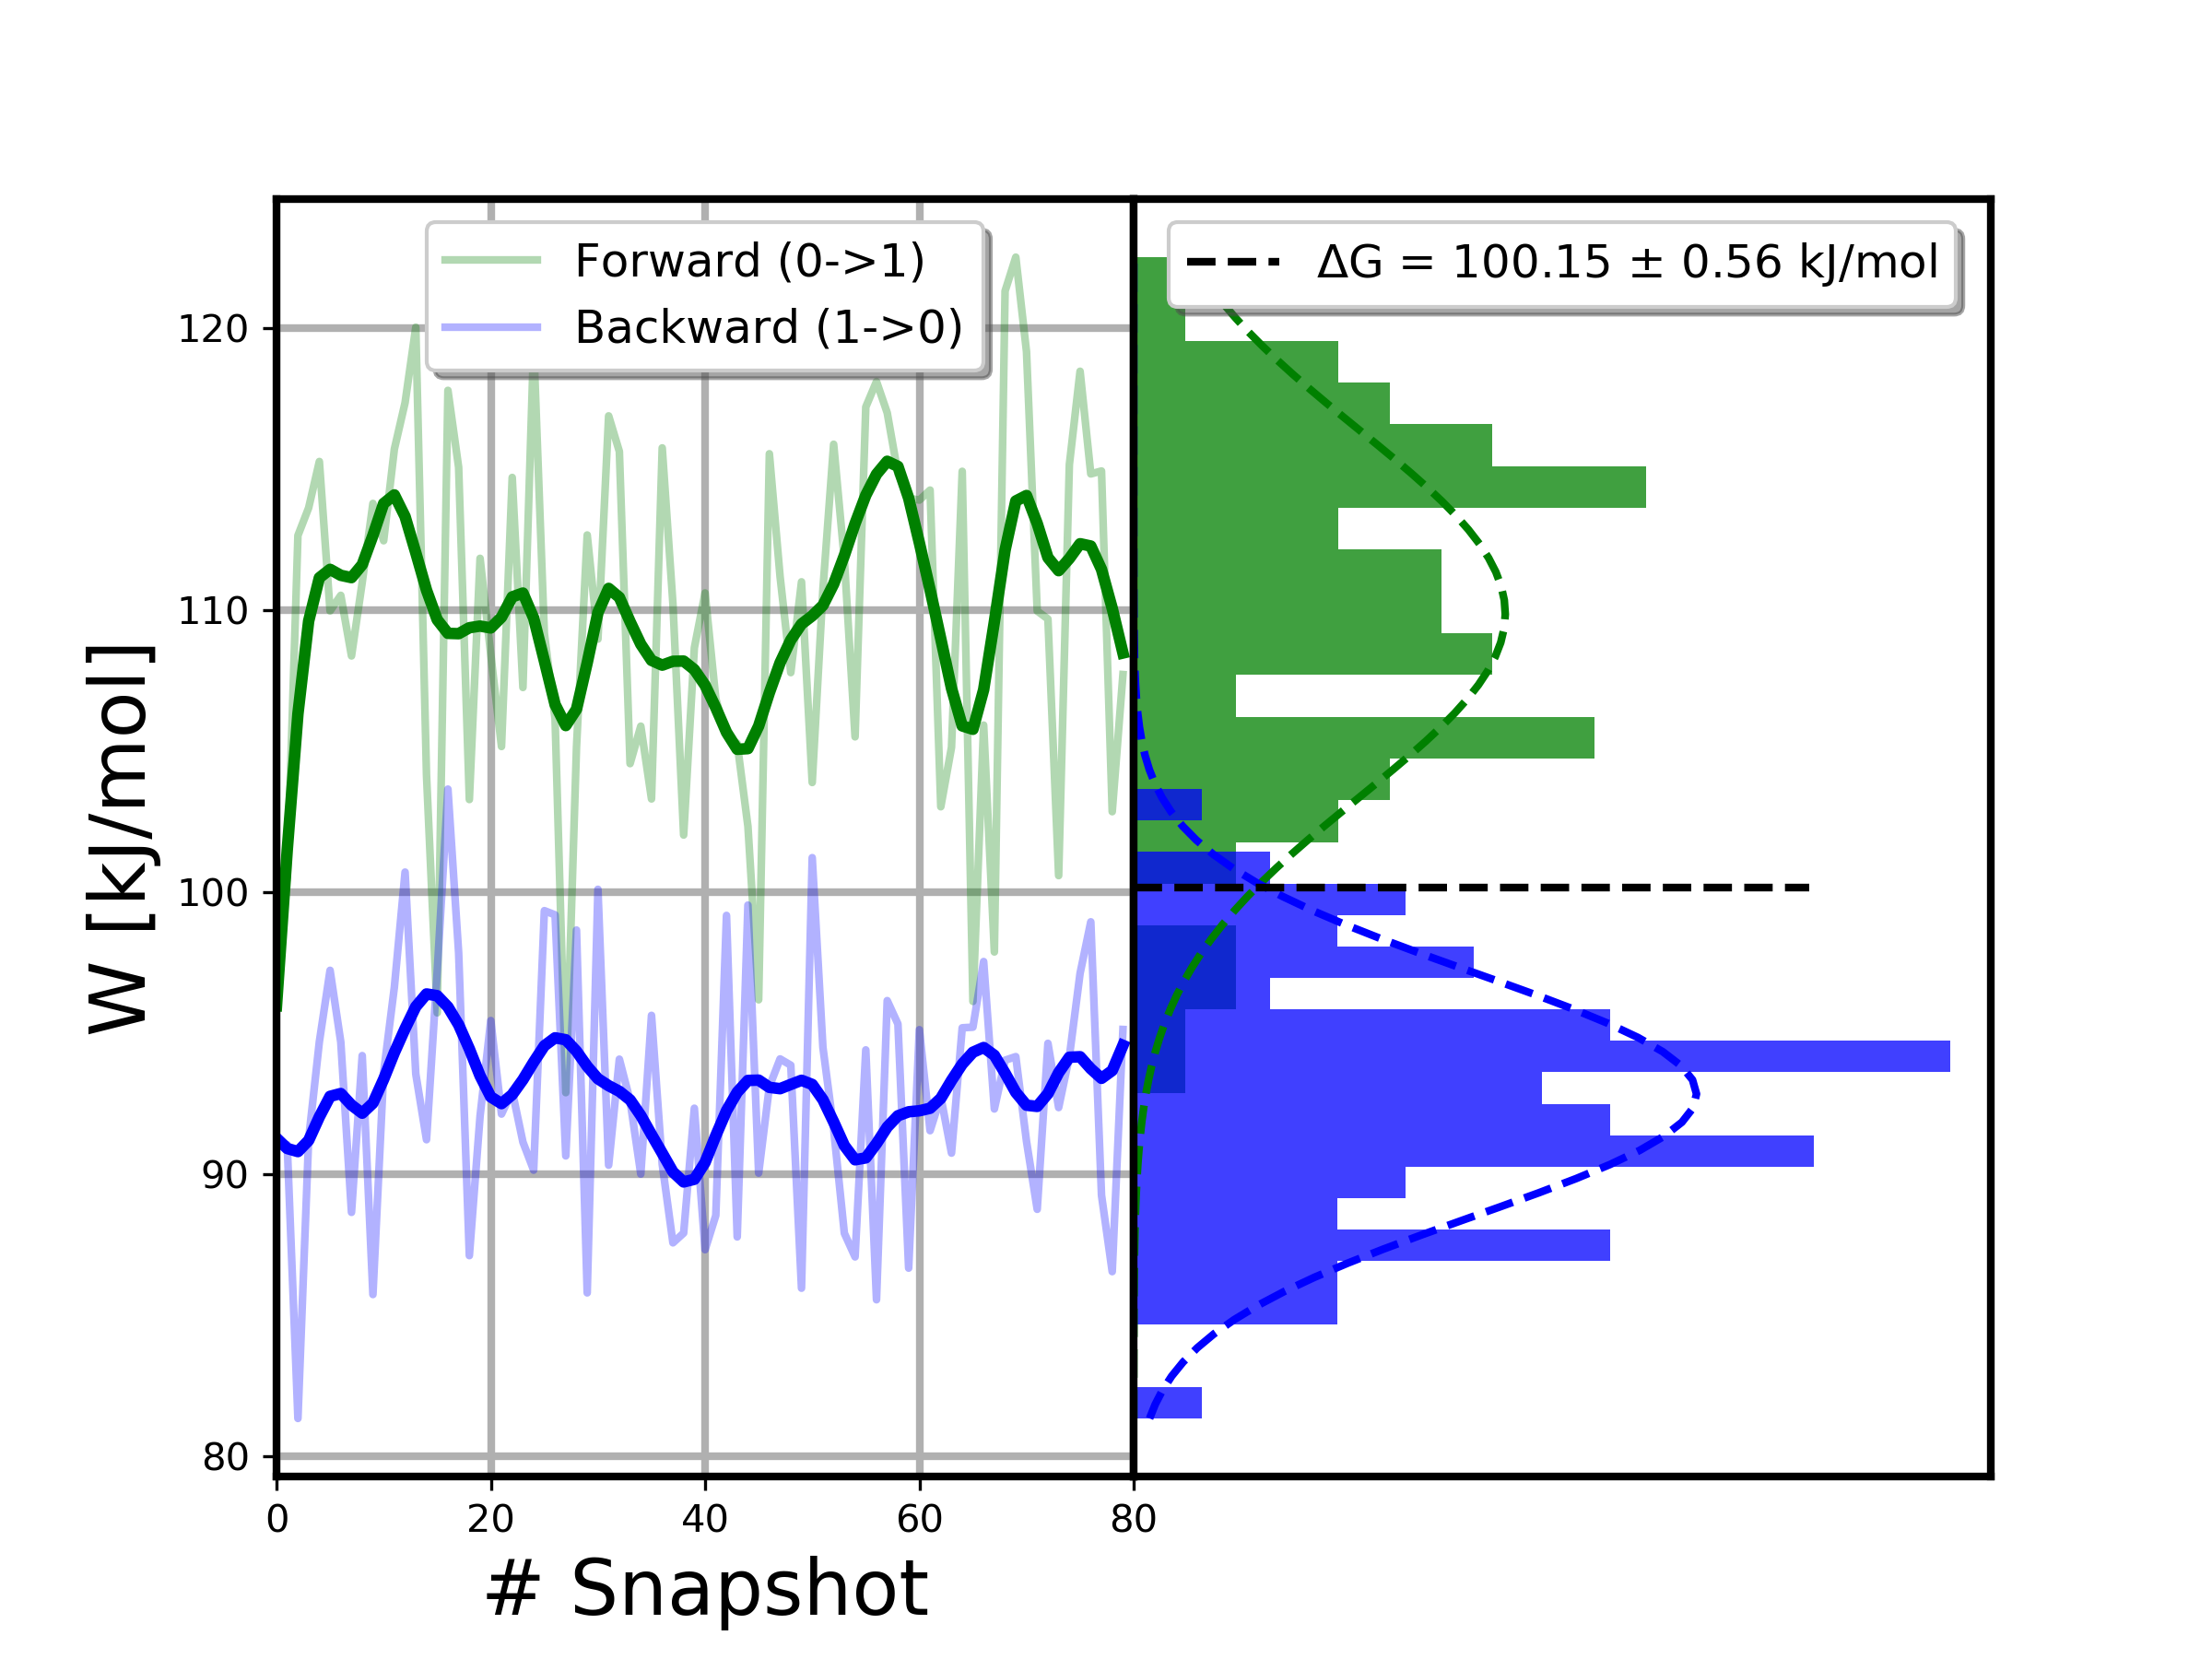 Forward (0->1)
Backward (1->0)
ΔG = 100.15 ± 0.56 kJ/mol
120
110
100
90
80
W [kJ/mol]
0
20
40
60
80
# Snapshot